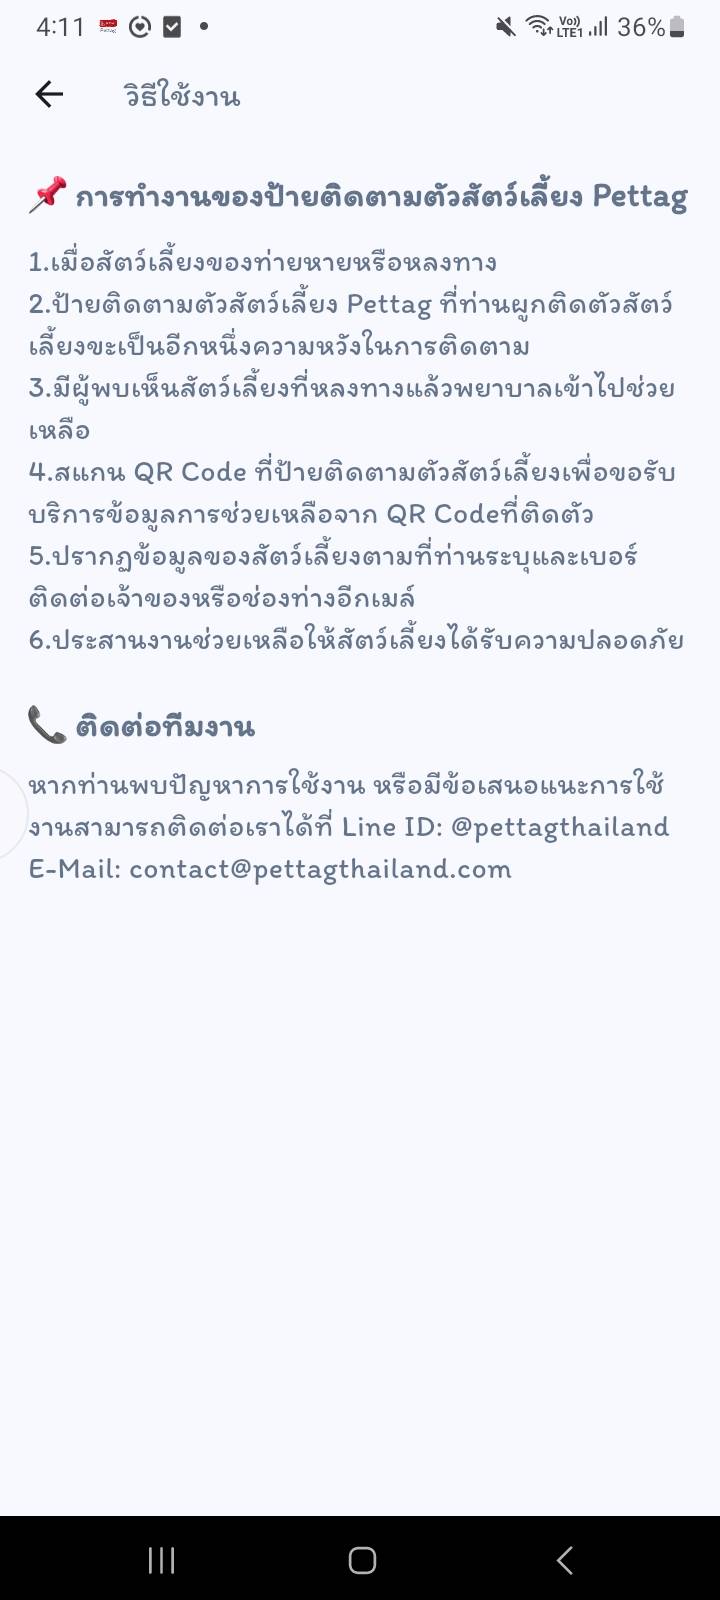 4:11
Vo)) LTE1 36%
วิธีใช้งาน
การทำงานของป้ายติดตามตัวสัตว์เลี้ยง Pettag
1.เมื่อสัตว์เลี้ยงของท่ายหายหรือหลงทาง
2.ป้ายติดตามตัวสัตว์เลี้ยง Pettag ที่ท่านผูกติดตัวสัตว์
เลี้ยงขะเป็นอีกหนึ่งความหวังในการติดตาม
3.มีผู้พบเห็นสัตว์เลี้ยงที่หลงทางแล้วพยาบาลเข้าไปช่วย
เหลือ
4.สแกน QR Code ที่ป้ายติดตามตัวสัตว์เลี้ยงเพื่อขอรับ
บริการข้อมูลการช่วยเหลือจาก QR Codeที่ติดตัว
5.ปรากฏข้อมูลของสัตว์เลี้ยงตามที่ท่านระบุและเบอร์
ติดต่อเจ้าของหรือช่องท่างอีกเมล์
6.ประสานงานช่วยเหลือให้สัตว์เลี้ยงได้รับความปลอดภัย
ติดต่อทีมงาน
หากท่านพบปัญหาการใช้งาน หรือมีข้อเสนอแนะการใช้
งานสามารถติดต่อเราได้ที่ Line ID: @pettagthailand
E-Mail: contact@pettagthailand.com